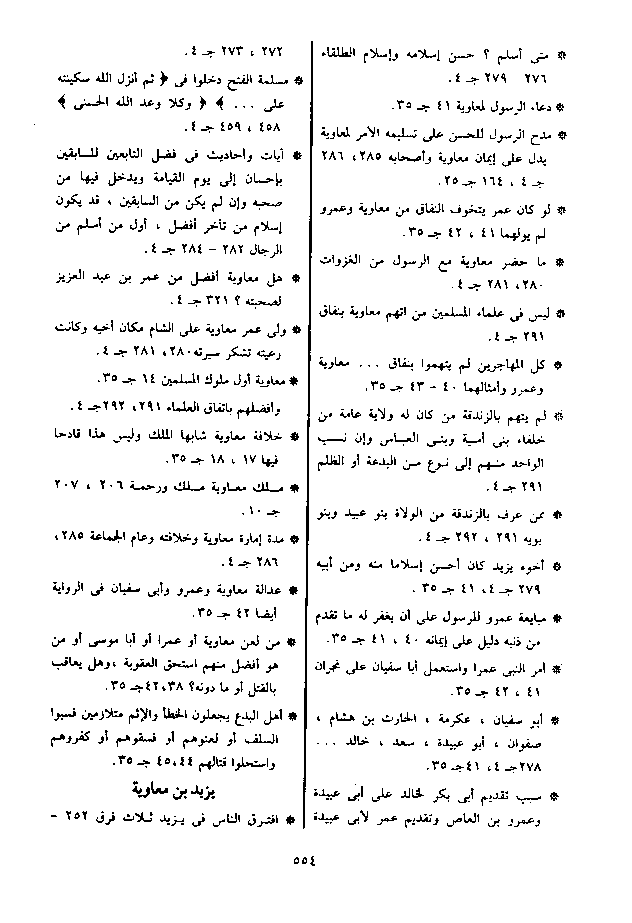 * متى أسلم ؟ حسن إسلامه وإسلام الطلقاء
٢٧٦ ٢٧٩ جـ ٤.
* دعاء الرسول لمعاوية ٤١ جـ ٣٥.
* مدح الرسول للحسن على تسليمه الأمر لمعاوية
يدل على إيمان معاوية وأصحابه ٢٨٥، ٢٨٦
جـ ٤ ، ١٦٤ جـ ٢٥.
* لو كان عمر يتخوف النفاق من معاوية وعمرو
لم يولهما ٤١ ، ٤٢ جـ ٣٥.
* ما حضر معاوية مع الرسول من الغزوات
٢٨٠، ٢٨١ جـ ٤.
* ليس فى علماء المسلمين من اتهم معاوية بنفاق
٢٩١ جـ ٤.
* كل المهاجرين لم يتهموا بنفاق ... معاوية
وعمرو وأمثالهما ٤٠ - ٤٣ جـ ٣٥.
* لم يتهم بالزندقة من كان له ولاية عامة من
خلفاء بنى أمية وبنى العباس وإن نسب
الواحد منهم إلى نوع من البدعة أو الظلم
٢٩١ جـ ٤.
* ممن عرف بالزندقة من الولاة بنو عبيد وبنو
بويه ٢٩١ ، ٢٩٢ جـ ٤.
* أخوه يزيد كان أحسن إسلاما منه ومن أبيه
٢٧٩ جـ ٤، ٤١ جـ ٣٥ .
* مبايعة عمرو للرسول على أن يغفر له ما تقدم
من ذنبه دليل على إيمانه ٤٠ ، ٤١ جـ ٣٥.
* أمر النبى عمرا واستعمل أبا سفيان على نجران
٤١ ، ٤٢ جـ ٣٥.
* أبو سفيان ، عكرمة ، الحارث بن هشام ،
صفوان ، أبو عبيدة ، سعد ، خالد ...
٢٧٨ جـ ٤، ٤١ جـ ٣٥.
* سبب تقديم أبى بكر لخالد على أبى عبيدة
وعمرو بن العاص وتقديم عمر لأبى عبيدة
٢٧٢ ، ٢٧٣ جـ ٤.
* مسلمة الفتح دخلوا فى ﴿ ثم أنزل الله سكينته
على ... ﴾ ﴿ وكلا وعد الله الحسنى ﴾
٤٥٨ ، ٤٥٩ جـ ٤.
* آيات وأحاديث فى فضل التابعين للسابقين
بإحسان إلى يوم القيامة ويدخل فيها من
صحبه وإن لم يكن من السابقين ، قد يكون
إسلام من تأخر أفضل ، أول من أسلم من
الرجال ٢٨٢ - ٢٨٤ جـ ٤.
* هل معاوية أفضل من عمر بن عبد العزيز
لصحبته ؟ ٣٢١ جـ ٤.
* ولى عمر معاوية على الشام مكان أخيه وكانت
رعيته تشكر سيرته ٢٨٠، ٢٨١ جـ ٤.
* معاوية أول ملوك المسلمين ١٤ جـ ٣٥.
وأفضلهم باتفاق العلماء ٢٩١، ٢٩٢جـ ٤.
* خلافة معاوية شابها الملك وليس هذا قادحا
فيها ١٧ ، ١٨ جـ ٣٥.
* مسلك معاوية مسلك ورحمة ٢٠٦ ، ٢٠٧
جـ ١٠.
* مدة إمارة معاوية وخلافته وعام الجماعة ٢٨٥،
٢٨٦ جـ ٤.
* عدالة معاوية وعمرو وأبى سفيان فى الرواية
أيضا ٤٢ جـ ٣٥.
* من لعن معاوية أو عمرا أو أبا موسى أو من
هو أفضل منهم استحق العقوبة ، وهل يعاقب
بالقتل أو ما دونه؟ ٣٨، ٤٢جـ ٣٥.
* أهل البدع يجعلون الخطأ والإثم متلازمين فسبوا
السلف أو لعنوهم أو فسقوهم أو كفروهم
واستحلوا قتالهم ٤٤، ٤٥ جـ ٣٥.
يزيد بن معاوية
* افترق الناس فى يزيد ثلاث فرق ٢٥٢ -
٥٥٤